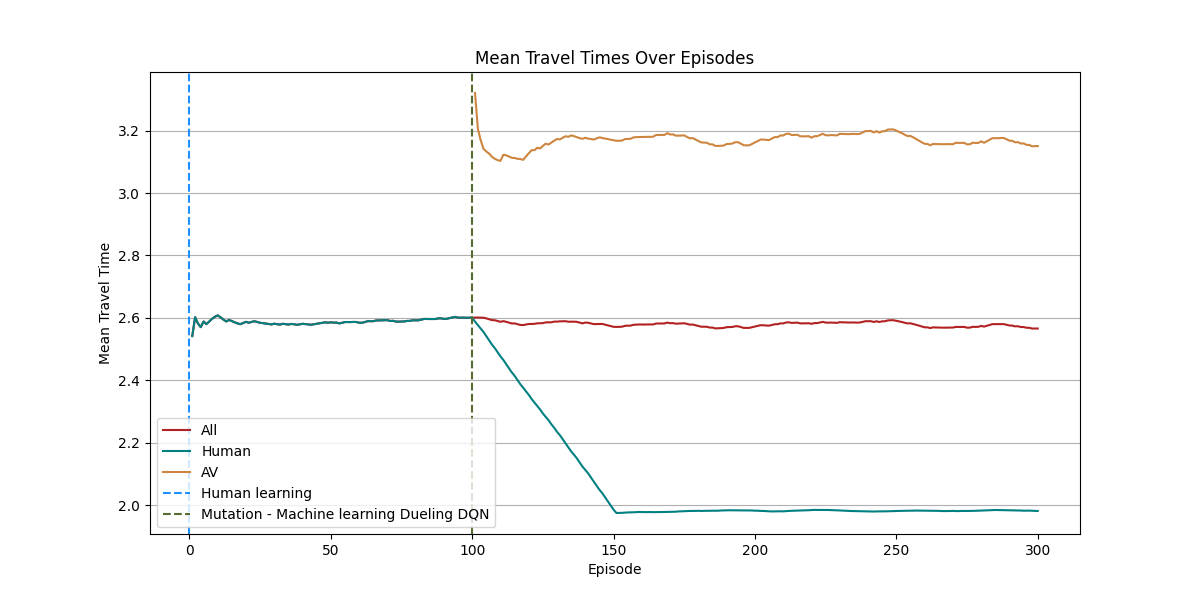 Mean Travel Times Over Episodes
Mean Travel Time
3.2
3.0
2.8
2.6
2.4
2.2
2.0
All
Human
AV
Human learning
Mutation - Machine learning Dueling DQN
0 50 100 150 200 250 300
Episode